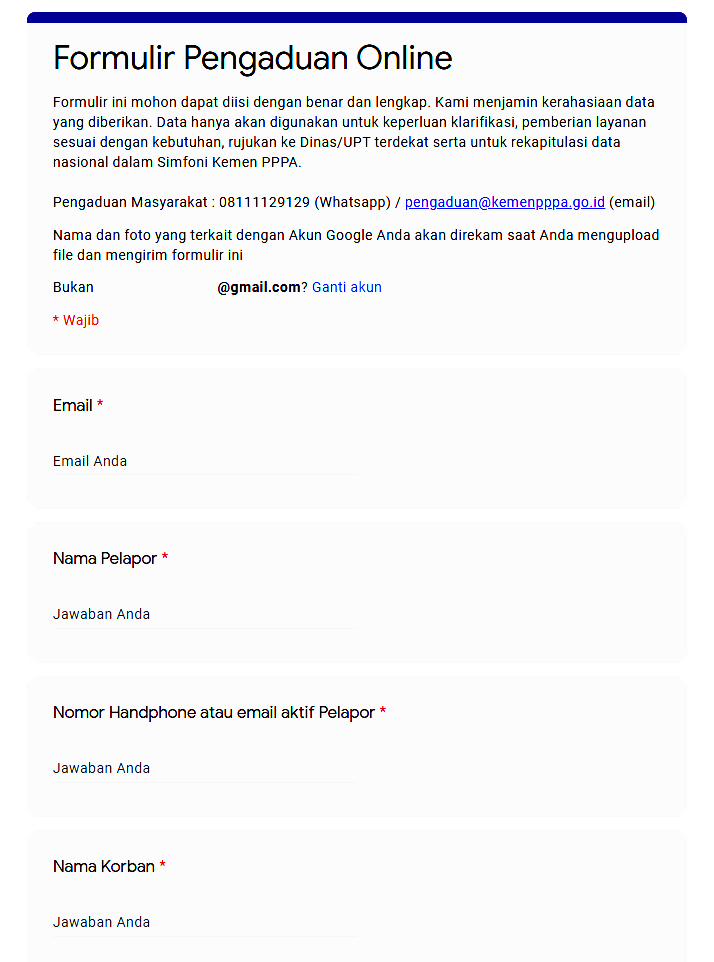 Formulir Pengaduan Online
Formulir ini mohon dapat diisi dengan benar dan lengkap. Kami menjamin kerahasiaan data
yang diberikan. Data hanya akan digunakan untuk keperluan klarifikasi, pemberian layanan
sesuai dengan kebutuhan, rujukan ke Dinas/UPT terdekat serta untuk rekapitulasi data
nasional dalam Simfoni Kemen PPPA.
Pengaduan Masyarakat : 08111129129 (Whatsapp) / pengaduan@kemenpppa.go.id (email)
Nama dan foto yang terkait dengan Akun Google Anda akan direkam saat Anda mengupload
file dan mengirim formulir ini
Bukan @gmail.com? Ganti akun
* Wajib
Email *
Email Anda
Nama Pelapor *
Jawaban Anda
Nomor Handphone atau email aktif Pelapor *
Jawaban Anda
Nama Korban *
Jawaban Anda